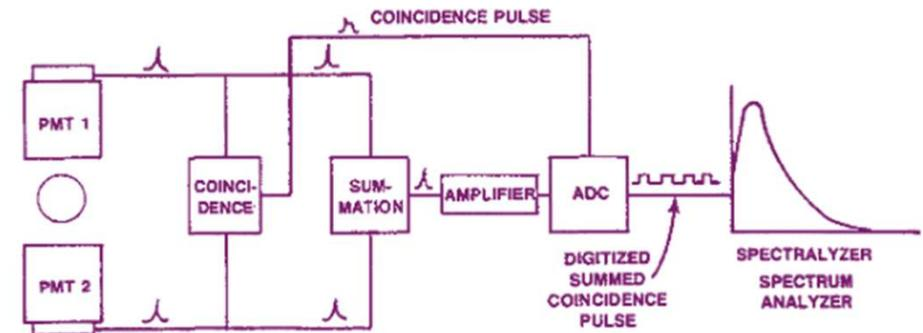 COINCIDENCE PULSE
PMT 1
COINCI-
DENCE
SUM-
MATION
AMPLIFIER
ADC
PMT 2
DIGITIZED
SUMMED
COINCIDENCE
PULSE
SPECTRALYZER
SPECTRUM
ANALYZER